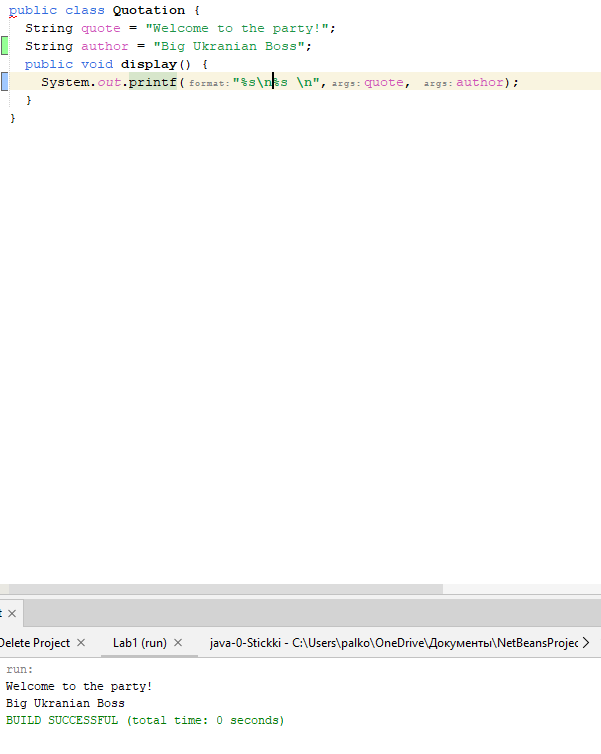 public class Quotation {
String quote = "Welcome to the party!";
String author = "Big Ukranian Boss";
public void display() {
System.out.printf(format:"%s\n%s \n",args:quote, args:author);
}
}
t ×
Delete Project × Lab1 (run) × java-0-Stickki - C:\Users\palko\OneDrive\Документы\NetBeansProjec >
run:
Welcome to the party!
Big Ukranian Boss
BUILD SUCCESSFUL (total time: 0 seconds)